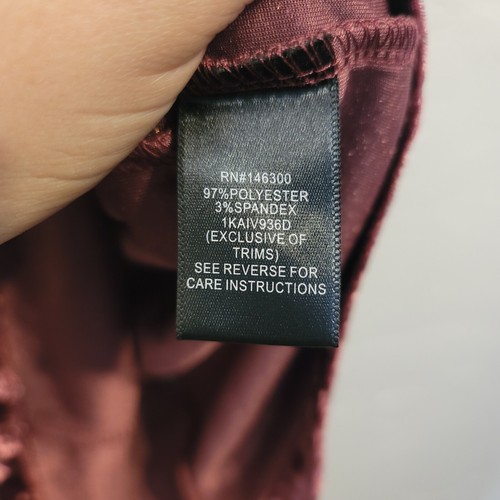 RN#146300
97%POLYESTER
3%SPANDEX
1KAIV936D
(EXCLUSIVE OF
TRIMS)
SEE REVERSE FOR
CARE INSTRUCTIONS